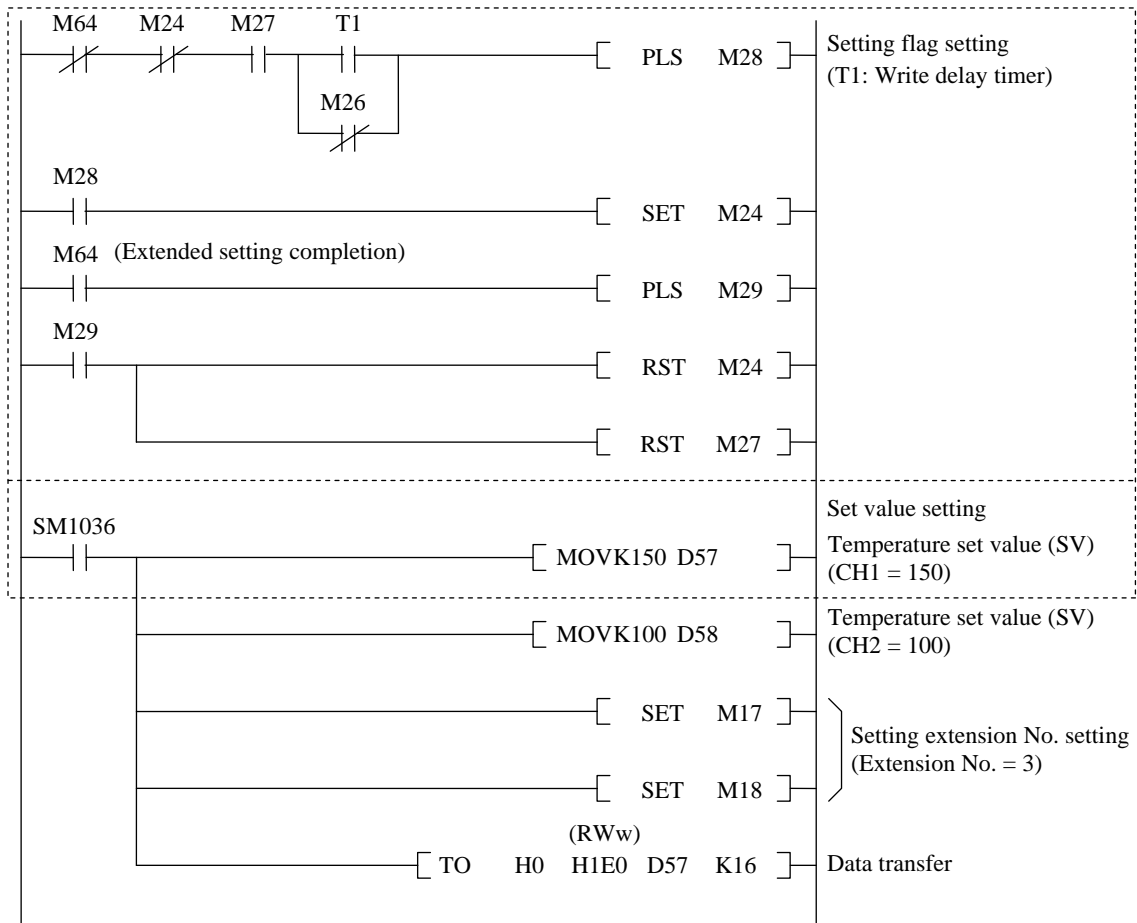 M64 M24 M27 T1
PLS M28
Setting flag setting
(T1: Write delay timer)
M26
M28
SET M24
M64 (Extended setting completion)
PLS M29
M29
RST M24
RST M27
SM1036
Set value setting
MOVK150 D57
Temperature set value (SV)
(CH1 = 150)
MOVK100 D58
Temperature set value (SV)
(CH2 = 100)
SET M17
Setting extension No. setting
(Extension No. = 3)
SET M18
(RWw)
TO H0 H1E0 D57 K16
Data transfer